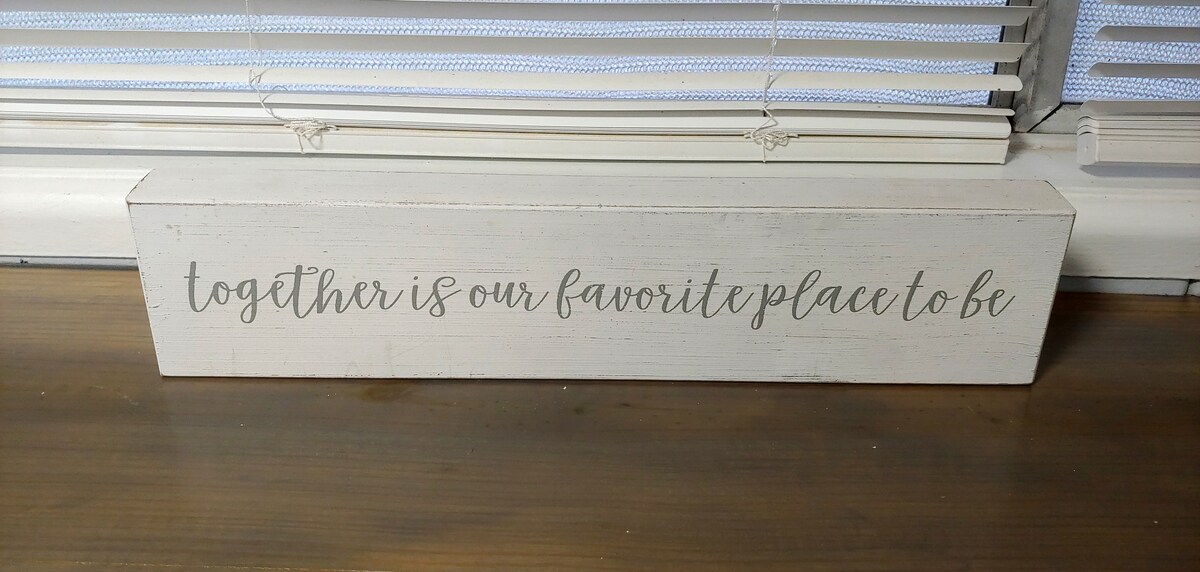 together is our favorite place to be